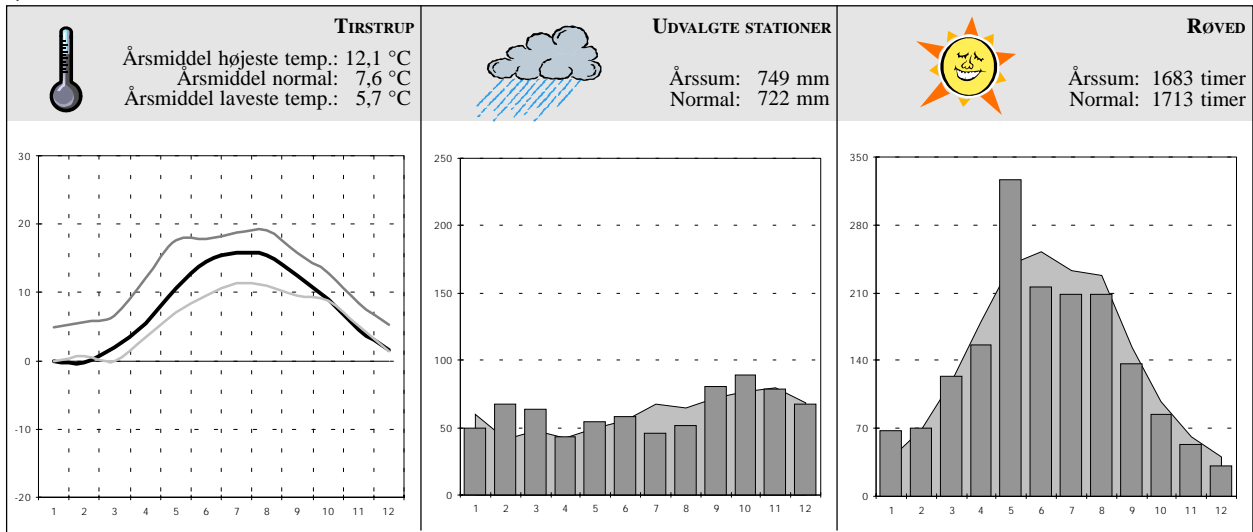 TIRSTRUP
Årsmiddel højeste temp.: 12,1 °C
Årsmiddel normal: 7,6 °C
Årsmiddel laveste temp.: 5,7 °C
30
20
10
0
-10
-20
1 2 3 4 5 6 7 8 9 10 11 12
UDVALGTE STATIONER
Årssum: 749 mm
Normal: 722 mm
250
200
150
100
50
0
1 2 3 4 5 6 7 8 9 10 11 12
RØVED
Årssum: 1683 timer
Normal: 1713 timer
350
280
210
140
70
0
1 2 3 4 5 6 7 8 9 10 11 12